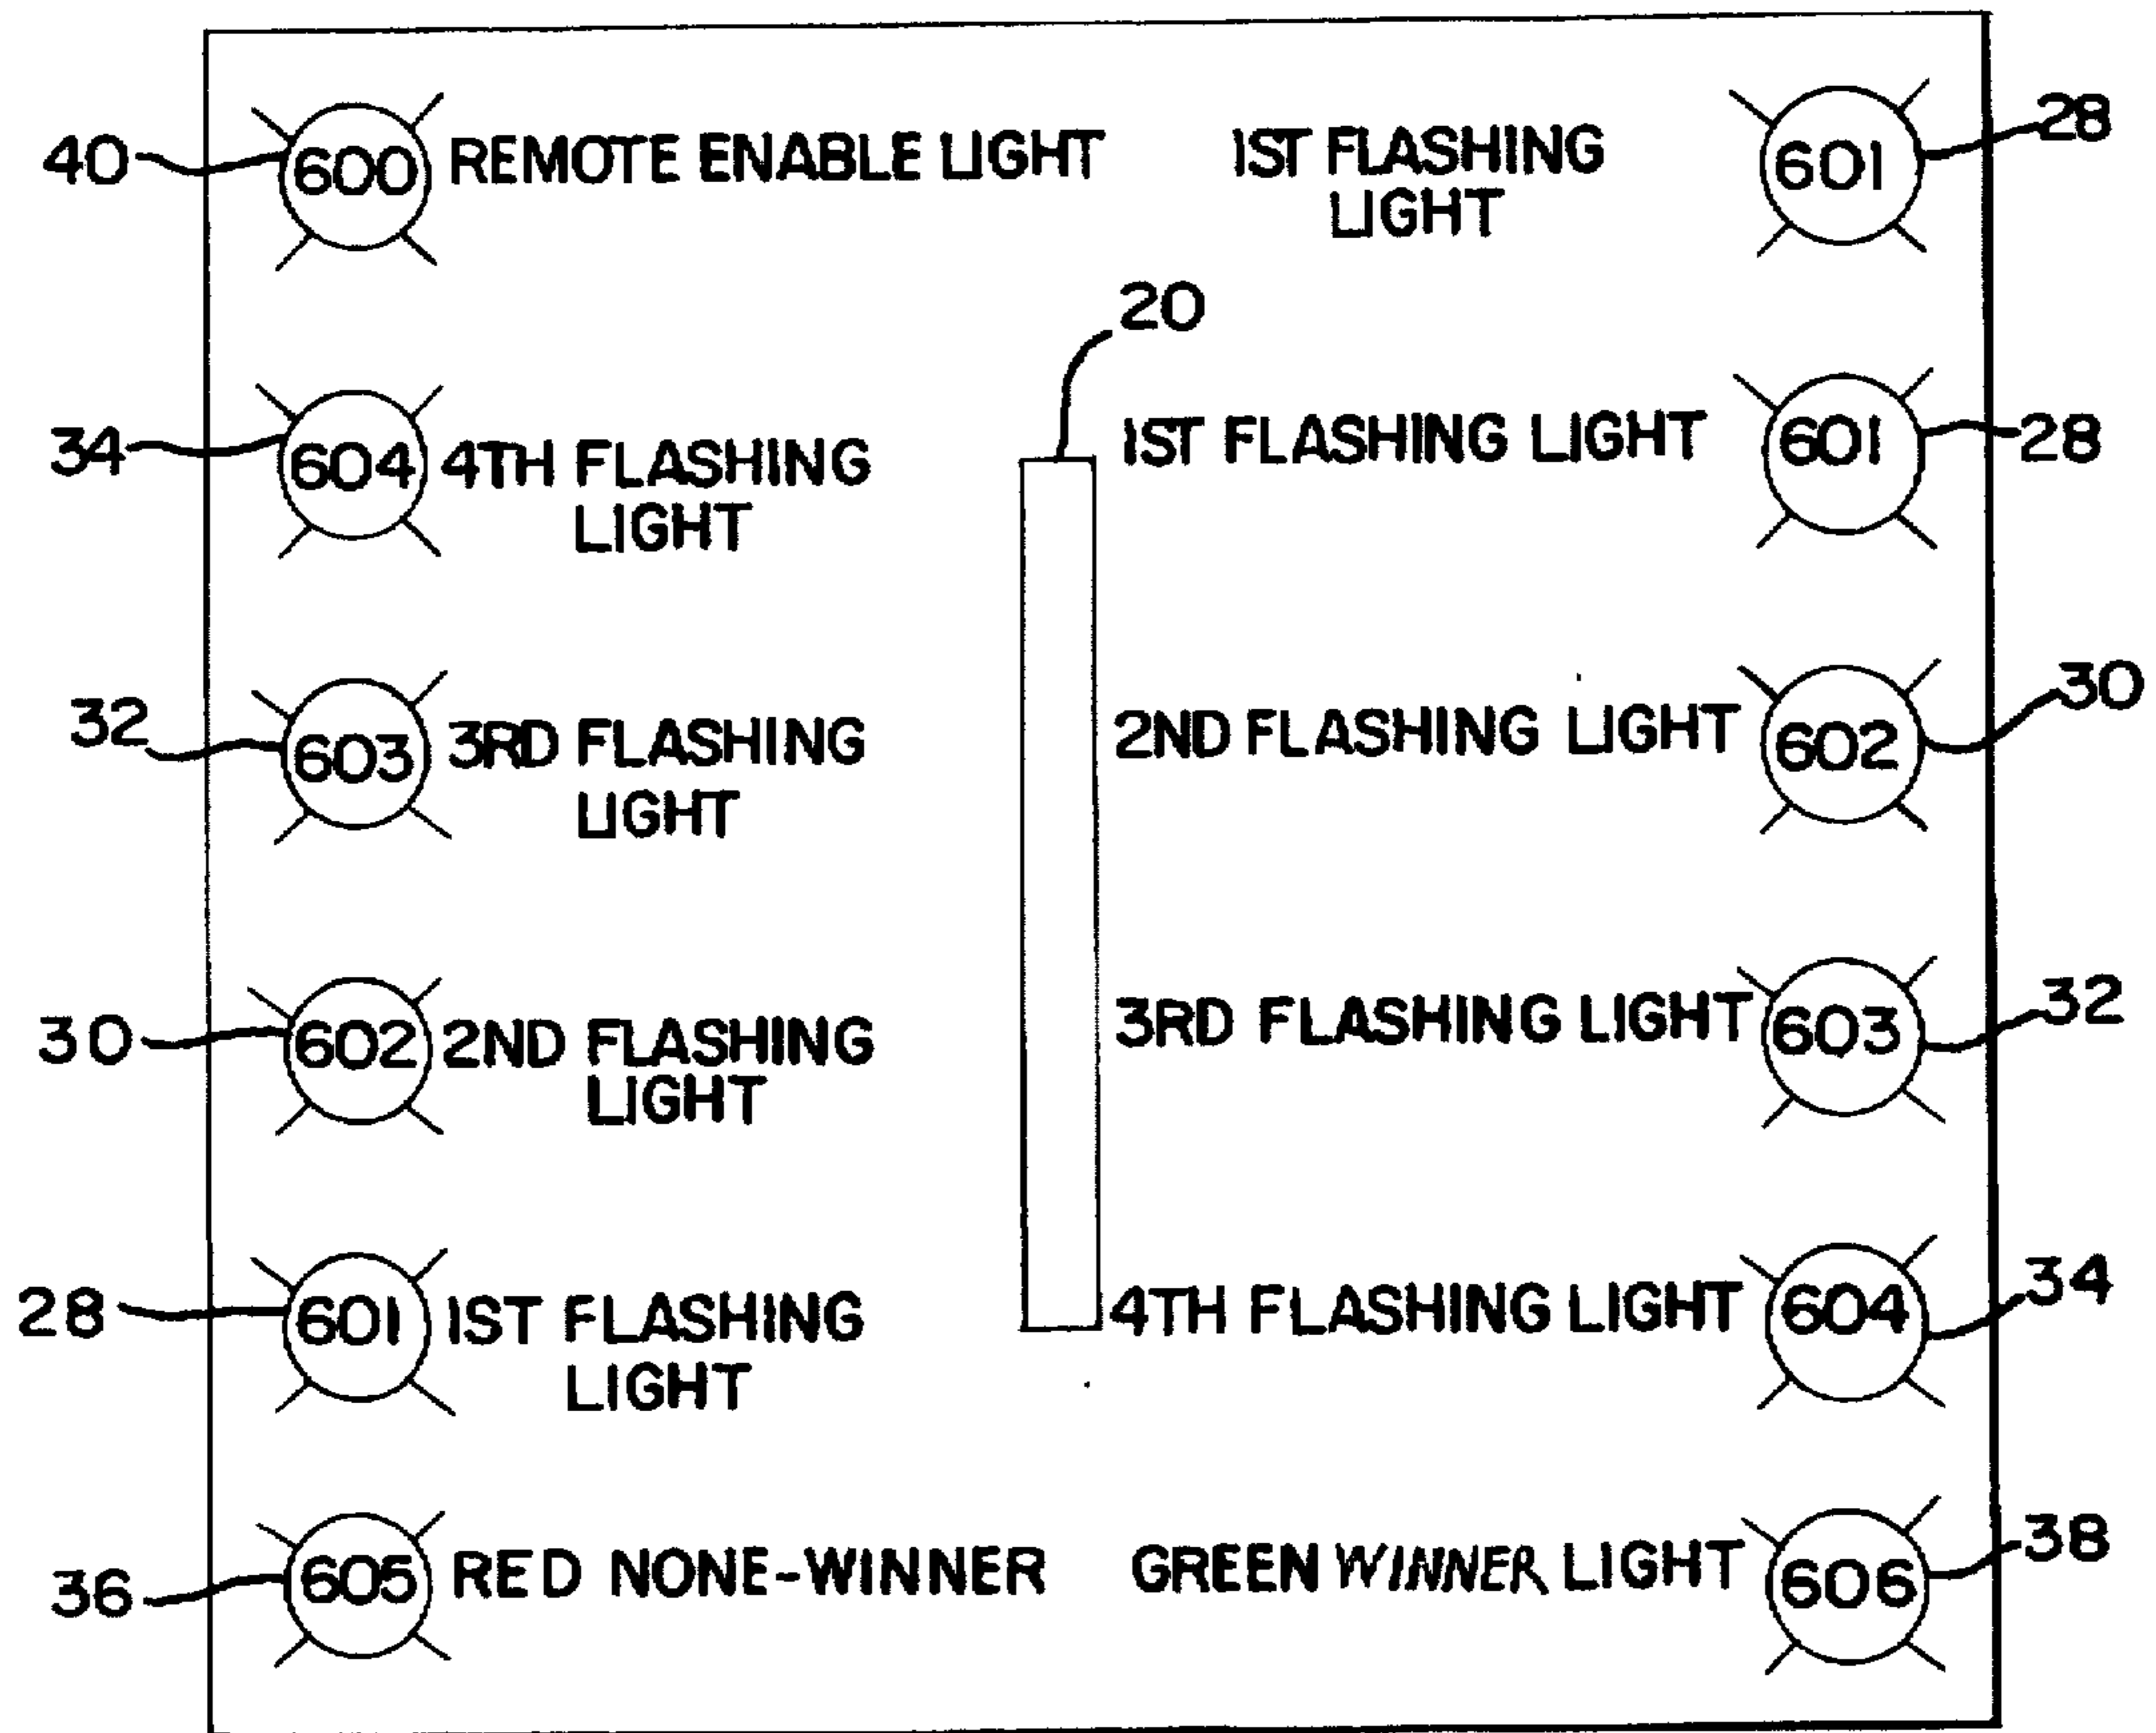 40 600 REMOTE ENABLE LIGHT 1ST FLASHING 601 28
LIGHT
20
34 604 4TH FLASHING 1ST FLASHING LIGHT 601 28
LIGHT
32 603 3RD FLASHING 2ND FLASHING LIGHT 602 30
LIGHT
30 602 2ND FLASHING 3RD FLASHING LIGHT 603 32
LIGHT
28 601 1ST FLASHING 4TH FLASHING LIGHT 604 34
LIGHT
36 605 RED NONE-WINNER GREEN WINNER LIGHT 606 38